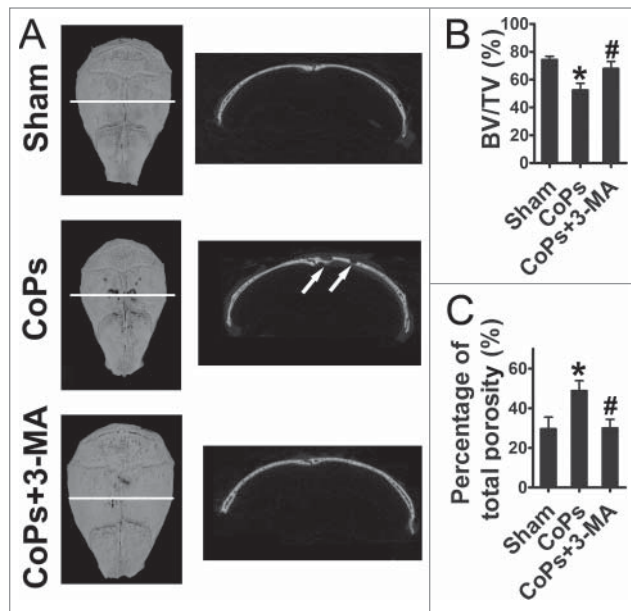 A
Sham
CoPs
CoPs+3-MA
B
BV/TV (%)
100
80
60
40
20
0
*
#
Sham
CoPs
CoPs+3-MA
C
Percentage of
total porosity (%)
60
40
20
0
*
#
Sham
CoPs
CoPs+3-MA